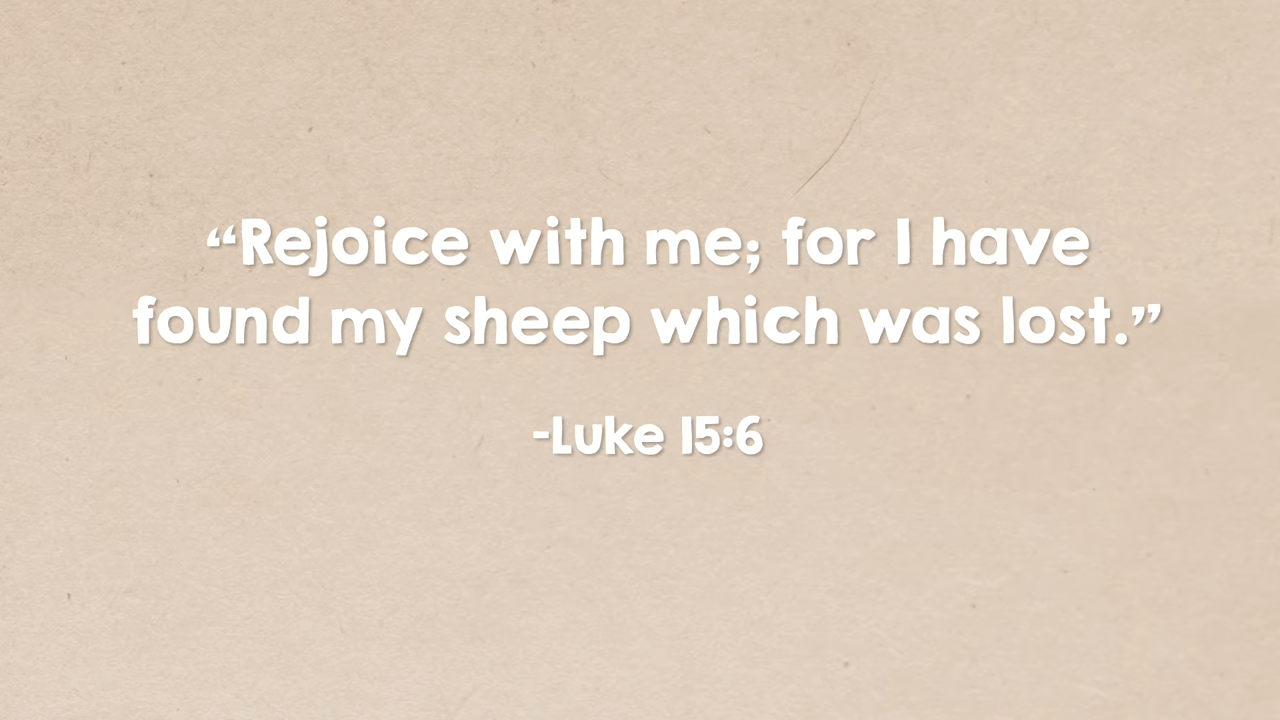 “Rejoice with me; for I have
found my sheep which was lost.”
-Luke 15:6